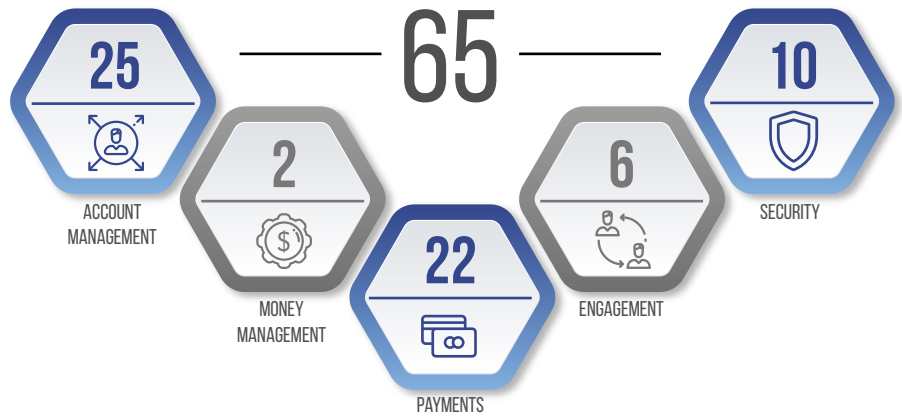 65
25
ACCOUNT
MANAGEMENT
2
$
MONEY
MANAGEMENT
22
PAYMENTS
6
ENGAGEMENT
10
SECURITY